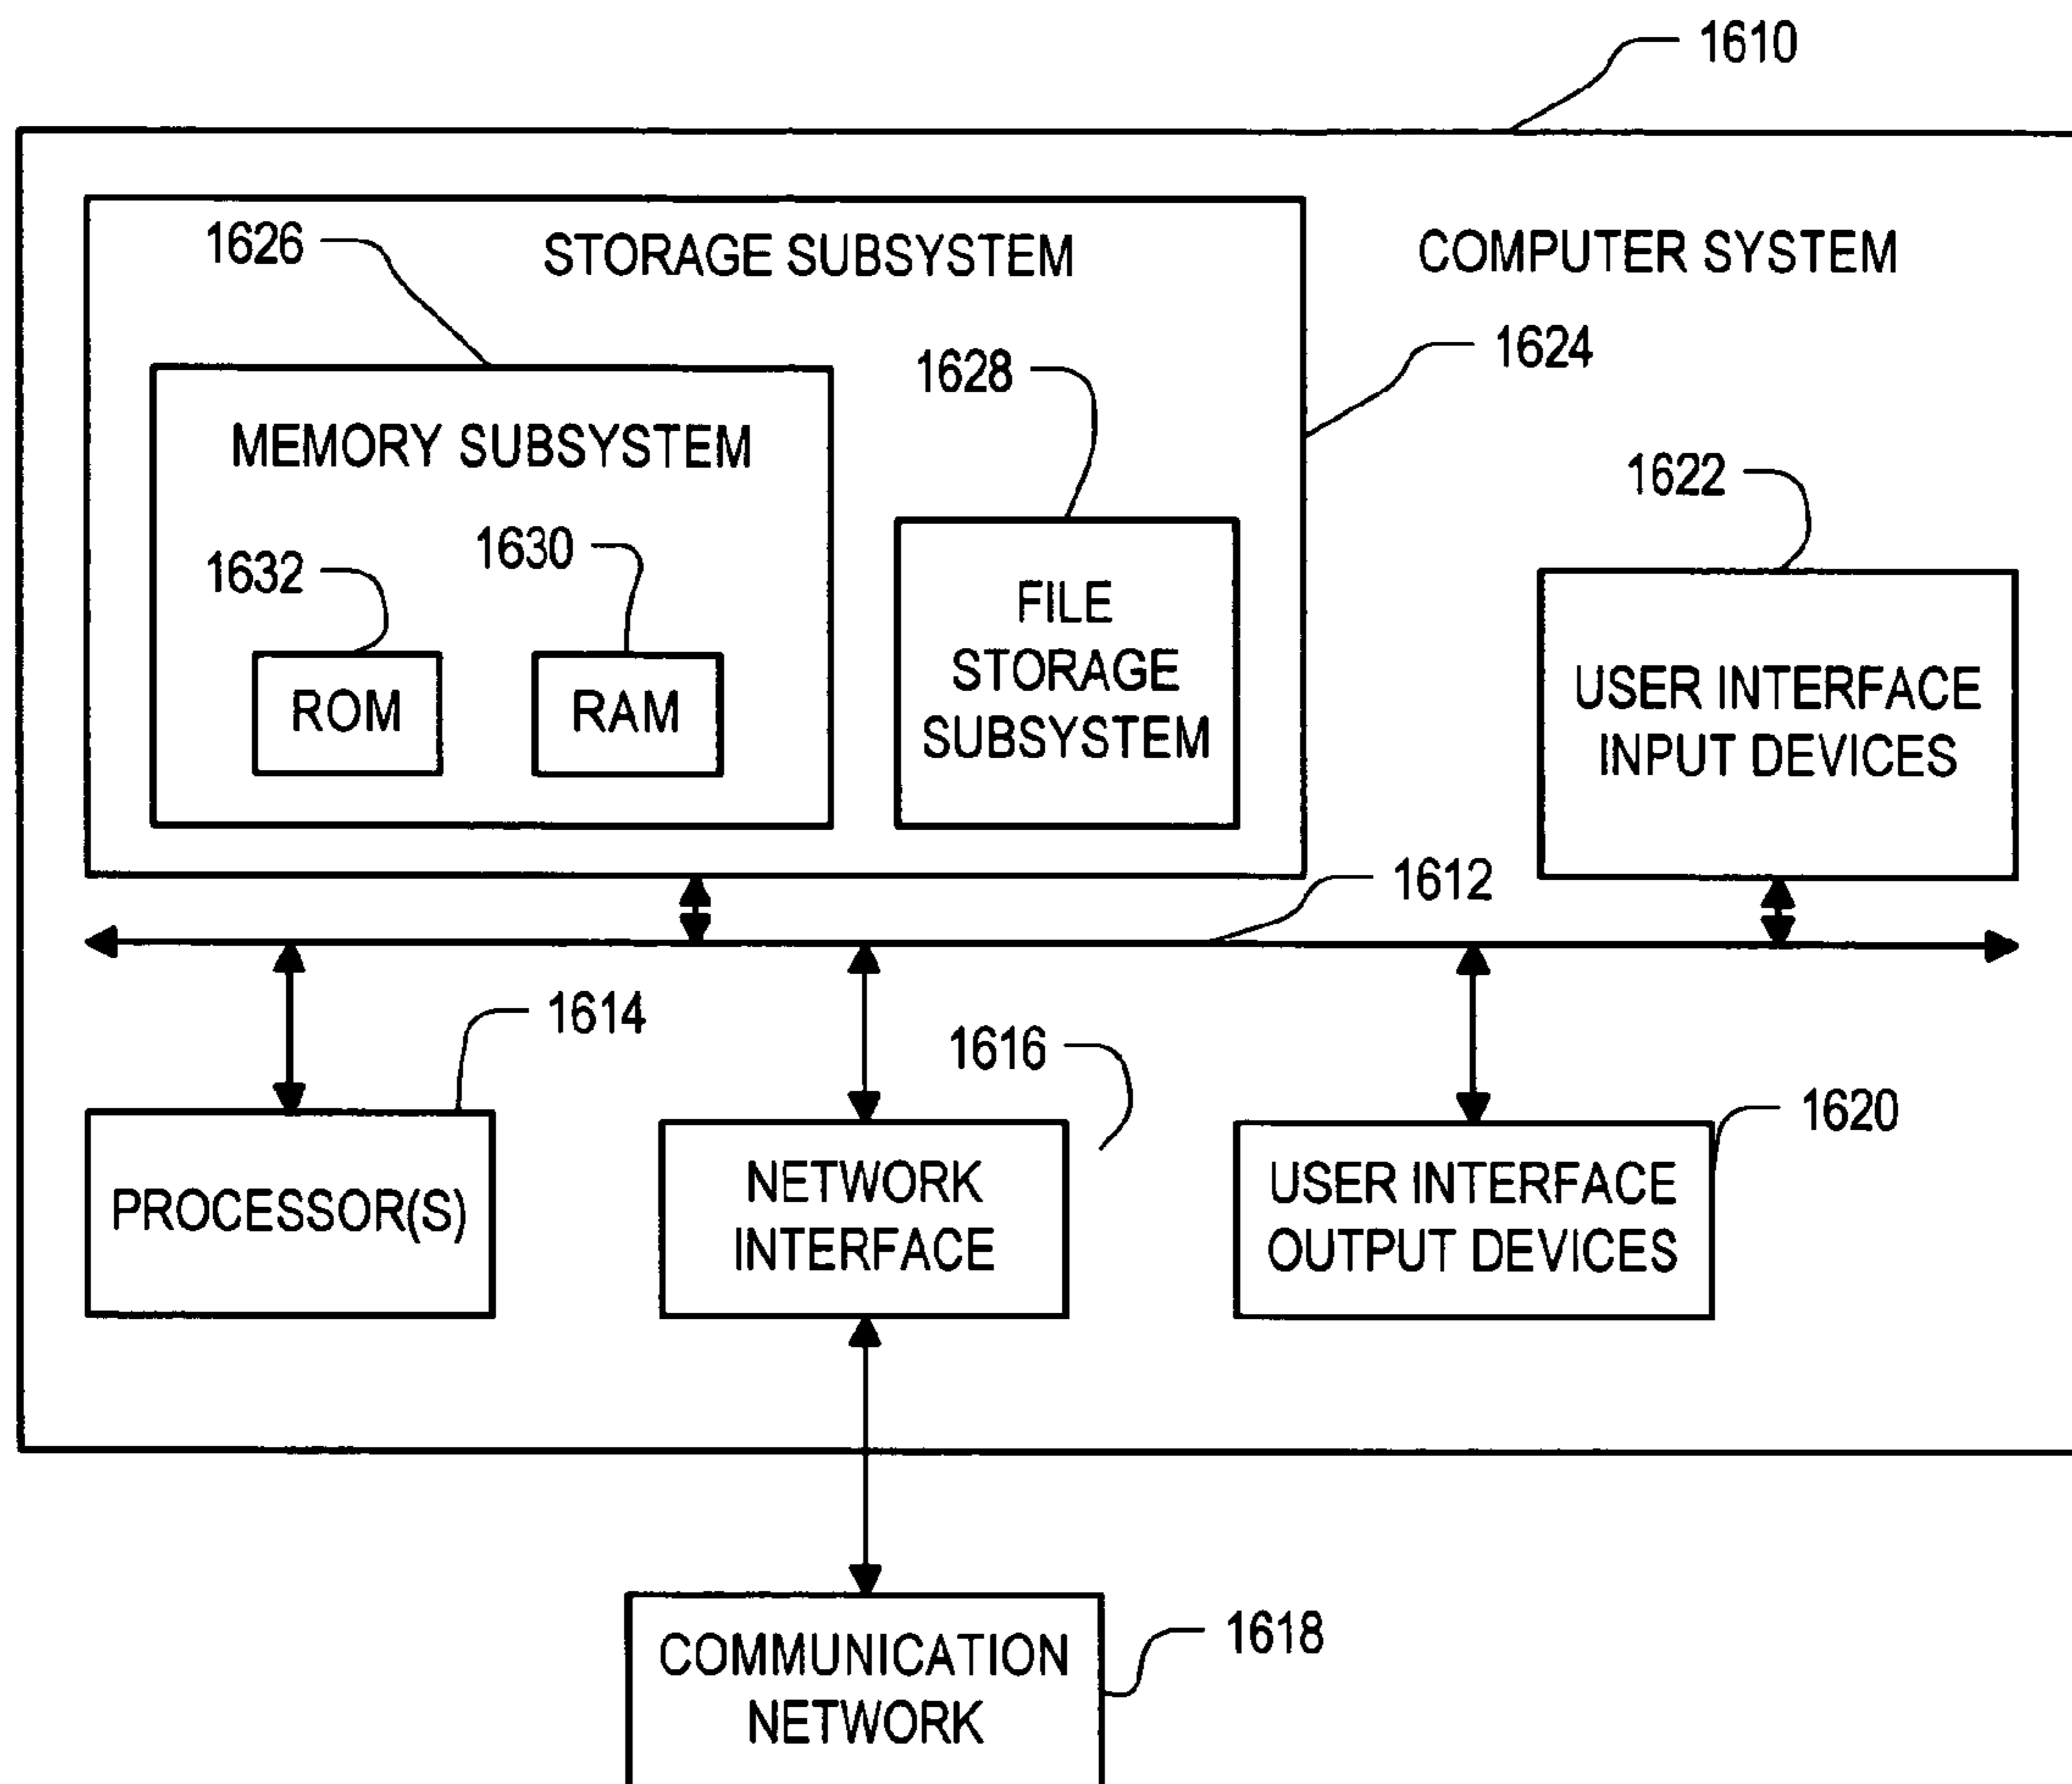 1610
1626
STORAGE SUBSYSTEM
COMPUTER SYSTEM
1624
1628
MEMORY SUBSYSTEM
1622
1632
1630
FILE
STORAGE
SUBSYSTEM
ROM
RAM
USER INTERFACE
INPUT DEVICES
1612
1614
1616
1620
PROCESSOR(S)
NETWORK
INTERFACE
USER INTERFACE
OUTPUT DEVICES
COMMUNICATION
NETWORK
1618